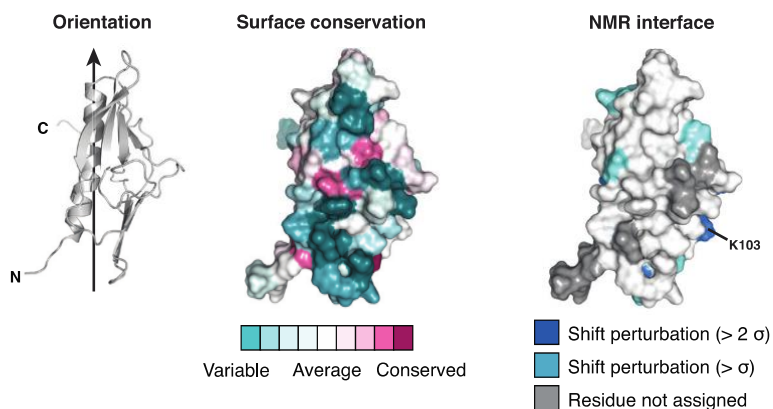 Orientation
Surface conservation
NMR interface
C
N
K103
Variable Average Conserved
Shift perturbation (> 2 σ)
Shift perturbation (> σ)
Residue not assigned